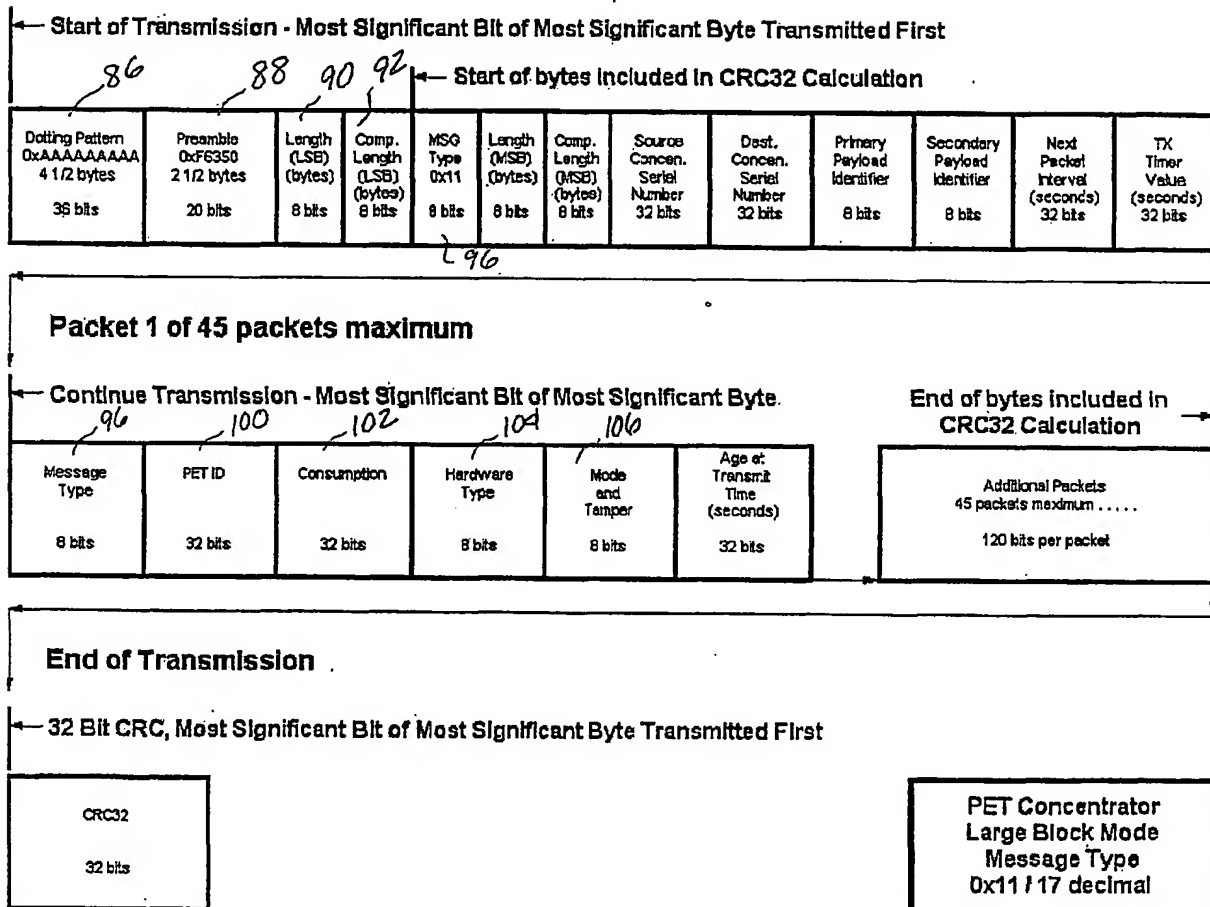 Start of Transmission - Most Significant Bit of Most Significant Byte Transmitted First
86
88
90
92
Start of bytes included in CRC32 Calculation
Dotting Pattern
0xAAAAAAAAA
4 1/2 bytes
36 bits
Preamble
0xF6350
2 1/2 bytes
20 bits
Length
(LSB)
(bytes)
8 bits
Comp.
Length
(LSB)
(bytes)
8 bits
MSG
Type
0x11
8 bits
Length
(MSB)
(bytes)
8 bits
Comp.
Length
(MSB)
(bytes)
8 bits
Source
Concen.
Serial
Number
32 bits
Dest.
Concen.
Serial
Number
32 bits
Primary
Payload
Identifier
8 bits
Secondary
Payload
Identifier
8 bits
Next
Packet
Interval
(seconds)
32 bits
TX
Timer
Value
(seconds)
32 bits
96
Packet 1 of 45 packets maximum
Continue Transmission - Most Significant Bit of Most Significant Byte.
End of bytes included in
CRC32 Calculation
96
100
102
104
106
Message
Type
8 bits
PET ID
32 bits
Consumption
32 bits
Hardware
Type
8 bits
Mode
and
Tamper
8 bits
Age at
Transmit
Time
(seconds)
32 bits
Additional Packets
45 packets maximum .....
120 bits per packet
End of Transmission
32 Bit CRC, Most Significant Bit of Most Significant Byte Transmitted First
CRC32
32 bits
PET Concentrator
Large Block Mode
Message Type
0x11 / 17 decimal